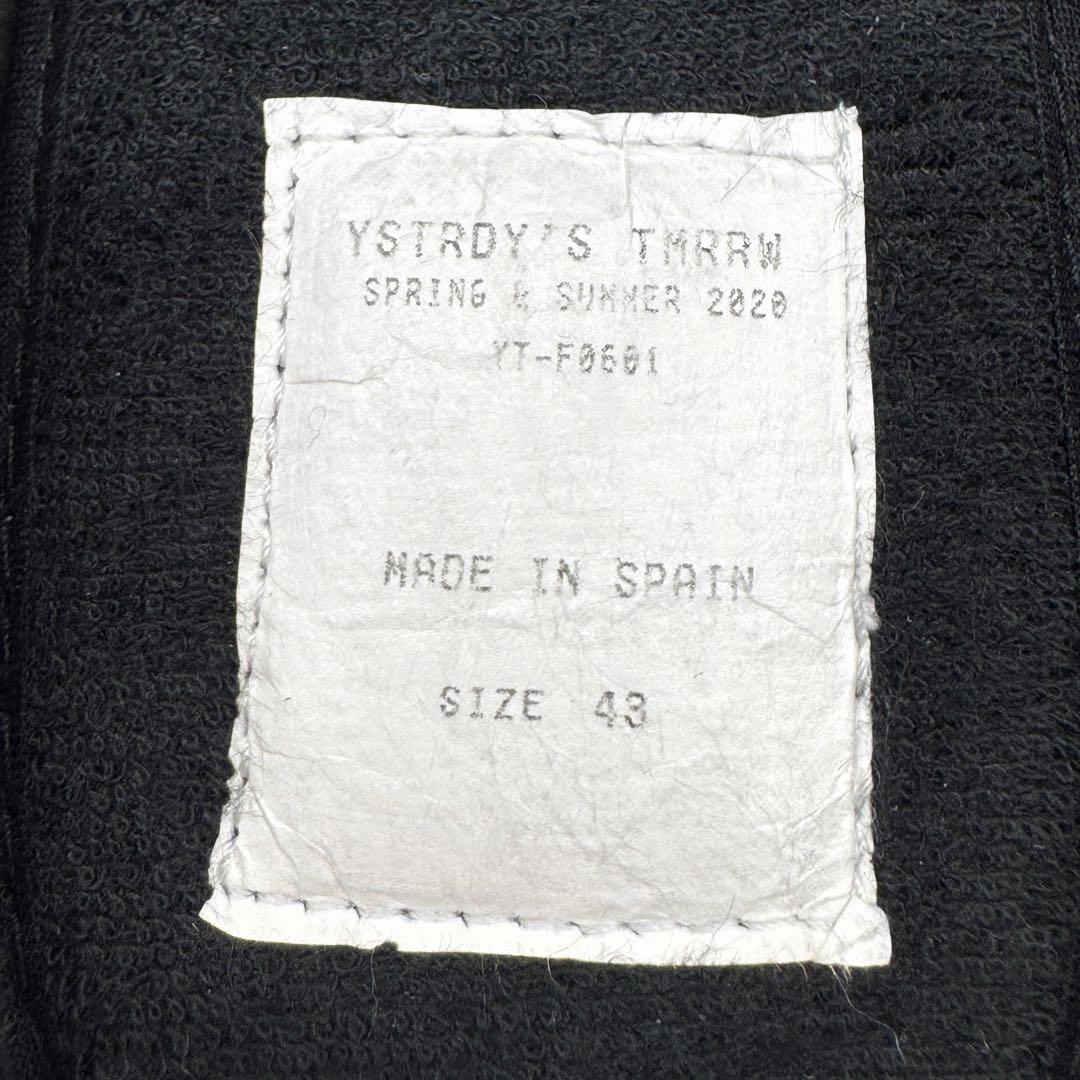 YSTRDY'S TMRRW
SPRING & SUMMER 2020
YT-F0601
MADE IN SPAIN
SIZE 43